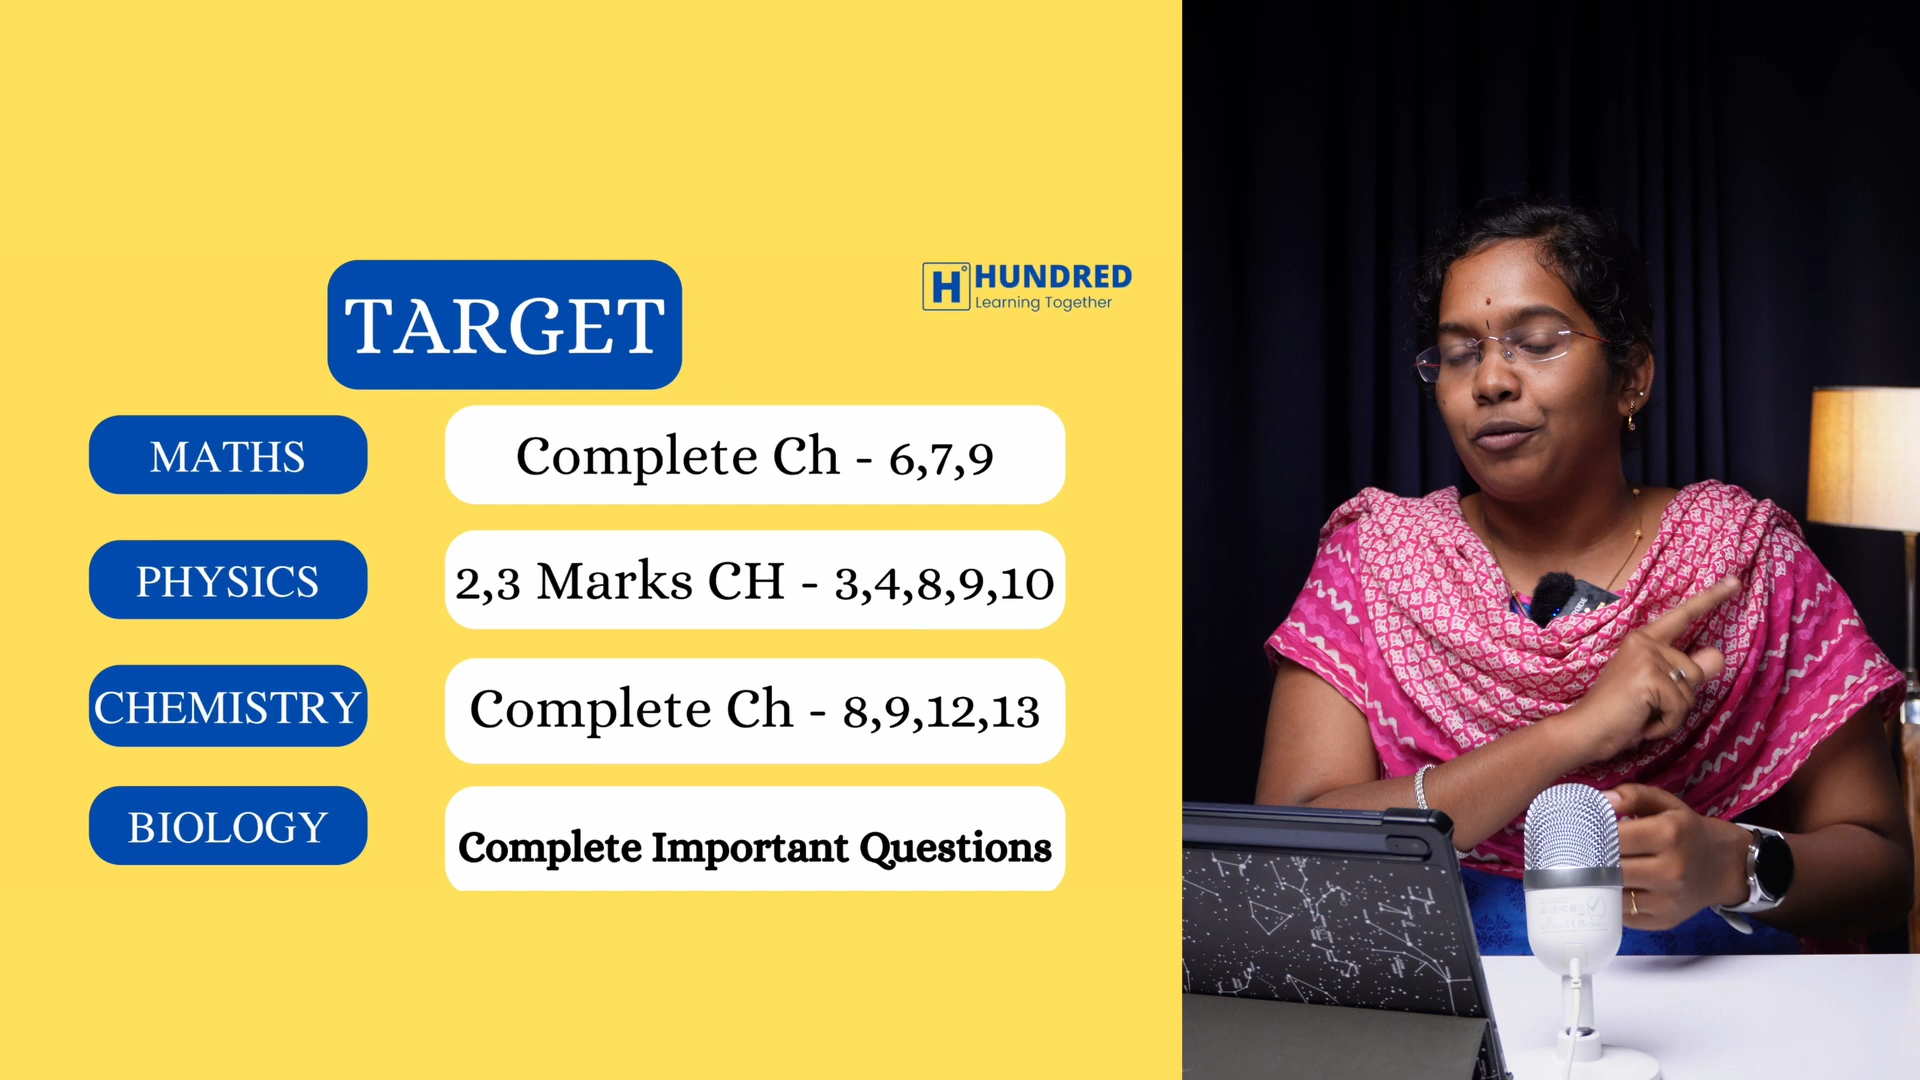 TARGET
H HUNDRED
Learning Together
MATHS
Complete Ch - 6,7,9
PHYSICS
2,3 Marks CH - 3,4,8,9,10
CHEMISTRY
Complete Ch - 8,9,12,13
BIOLOGY
Complete Important Questions